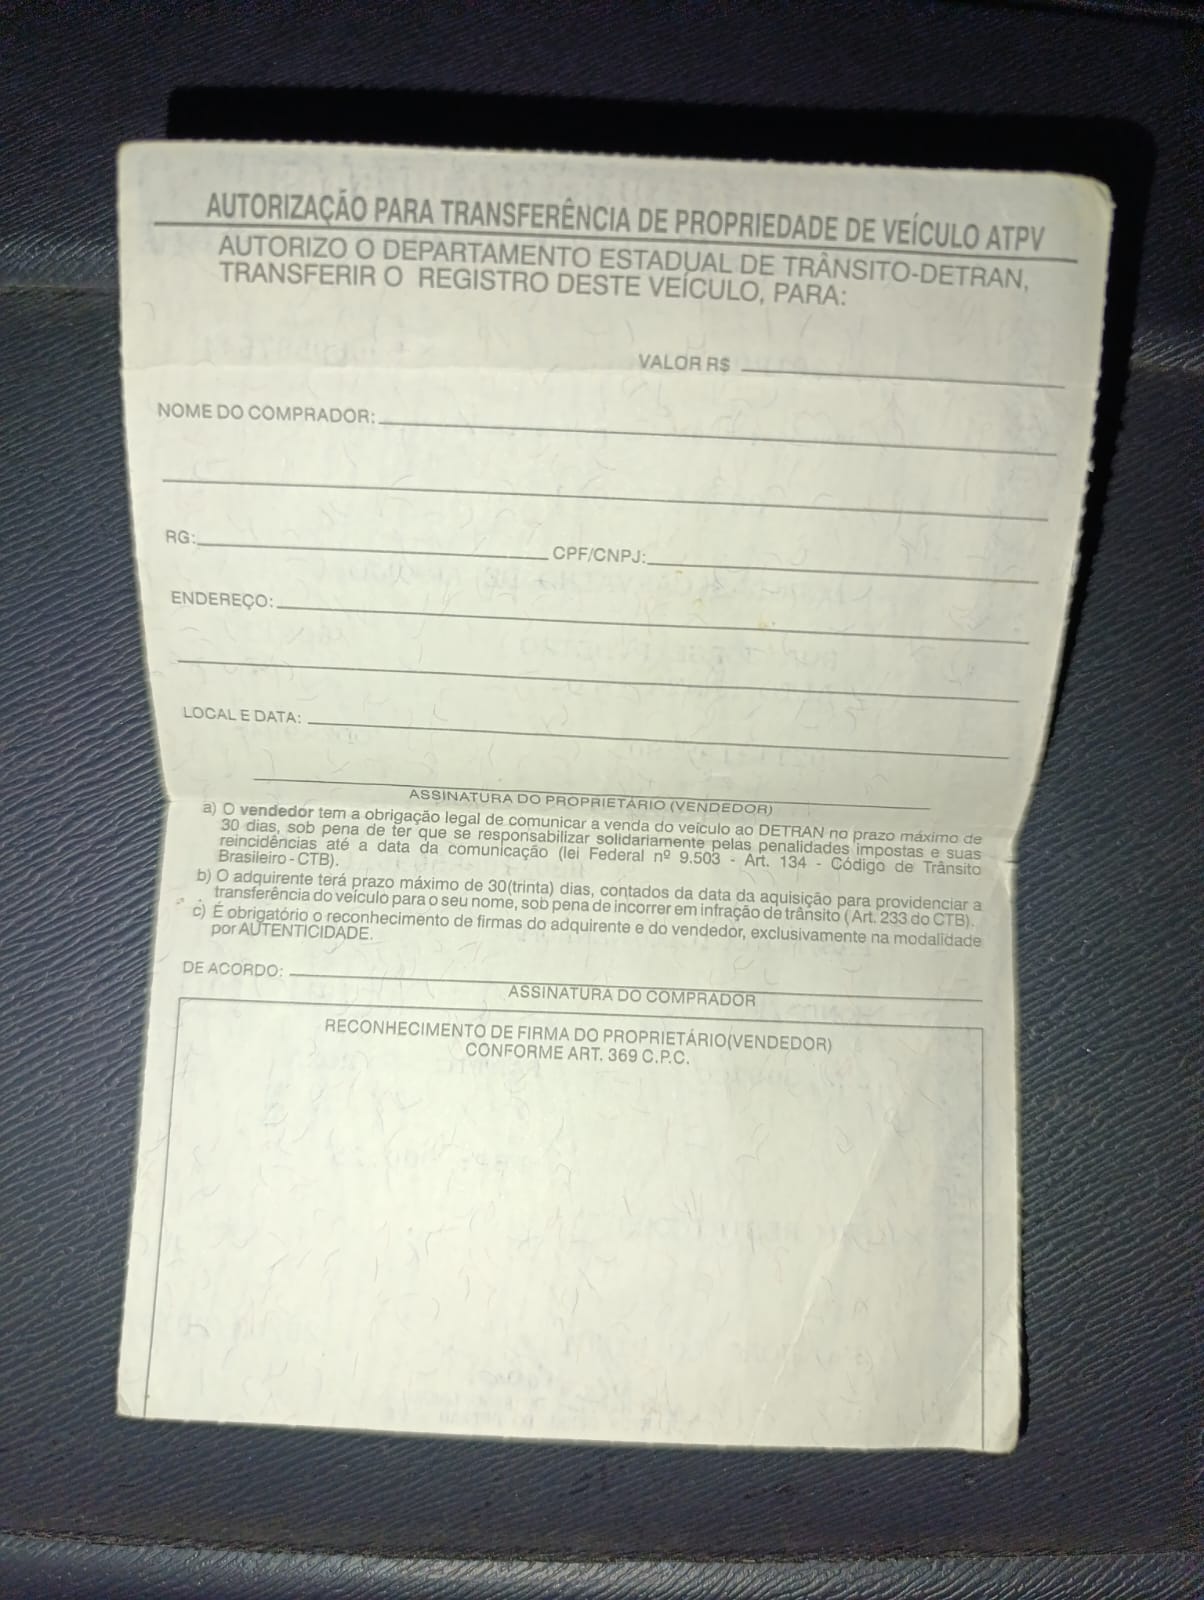 AUTORIZAÇÃO PARA TRANSFERÊNCIA DE PROPRIEDADE DE VEÍCULO ATPV
AUTORIZO O DEPARTAMENTO ESTADUAL DE TRÂNSITO-DETRAN,
TRANSFERIR O REGISTRO DESTE VEÍCULO, PARA:
VALOR R$
NOME DO COMPRADOR:
RG: CPF/CNPJ:
ENDEREÇO:
LOCAL E DATA:
ASSINATURA DO PROPRIETÁRIO (VENDEDOR)
a) O vendedor tem a obrigação legal de comunicar a venda do veículo ao DETRAN no prazo máximo de
30 dias, sob pena de ter que se responsabilizar solidariamente pelas penalidades impostas e suas
reincidências até a data da comunicação (lei Federal nº 9.503 - Art. 134 - Código de Trânsito
Brasileiro - CTB).
b) O adquirente terá prazo máximo de 30(trinta) dias, contados da data da aquisição para providenciar a
transferência do veículo para o seu nome, sob pena de incorrer em infração de trânsito (Art. 233 do CTB).
c) É obrigatório o reconhecimento de firmas do adquirente e do vendedor, exclusivamente na modalidade
por AUTENTICIDADE.
DE ACORDO:
ASSINATURA DO COMPRADOR
RECONHECIMENTO DE FIRMA DO PROPRIETÁRIO(VENDEDOR)
CONFORME ART. 369 C.P.C.